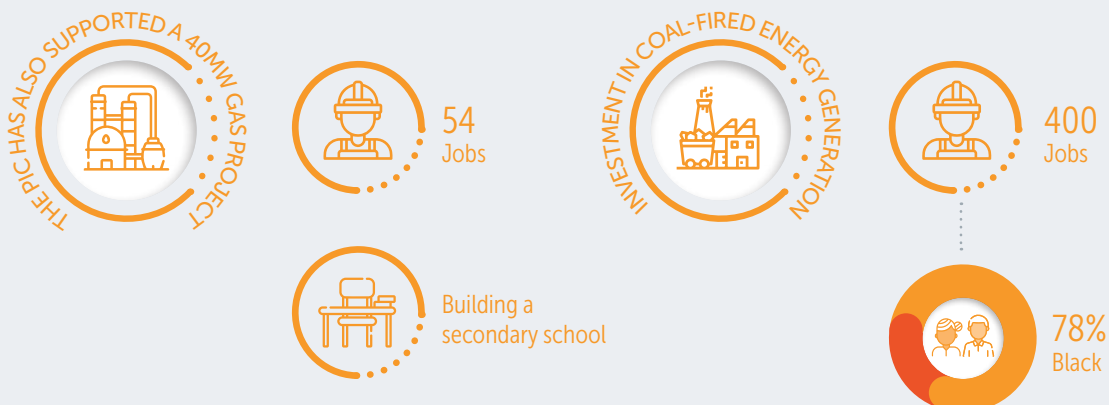 THE PIC HAS ALSO SUPPORTED A 40MW GAS PROJECT
54
Jobs
Building a
secondary school
INVESTMENT IN COAL-FIRED ENERGY GENERATION
400
Jobs
78%
Black